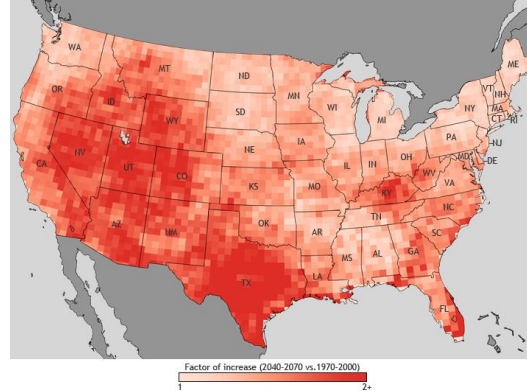 WA
ME
MT
ND
VT
NH
OR
MN
ID
WI
NY
MA
SD
MI
CT
RI
WY
IA
PA
NJ
NE
OH
NV
IL
IN
MD
DE
UT
WV
CA
CO
KS
MO
KY
VA
TN
NC
AZ
NM
OK
AR
SC
MS
AL
GA
TX
LA
FL
Factor of increase (2040-2070 vs.1970-2000)
1
2+